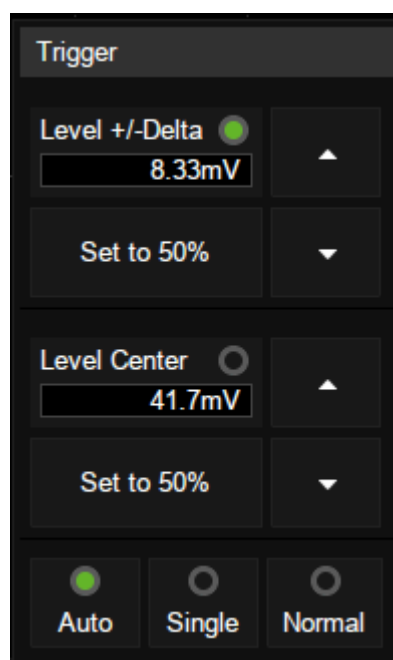 Trigger
Level +/-Delta
8.33mV
Set to 50%
Level Center
41.7mV
Set to 50%
Auto Single Normal